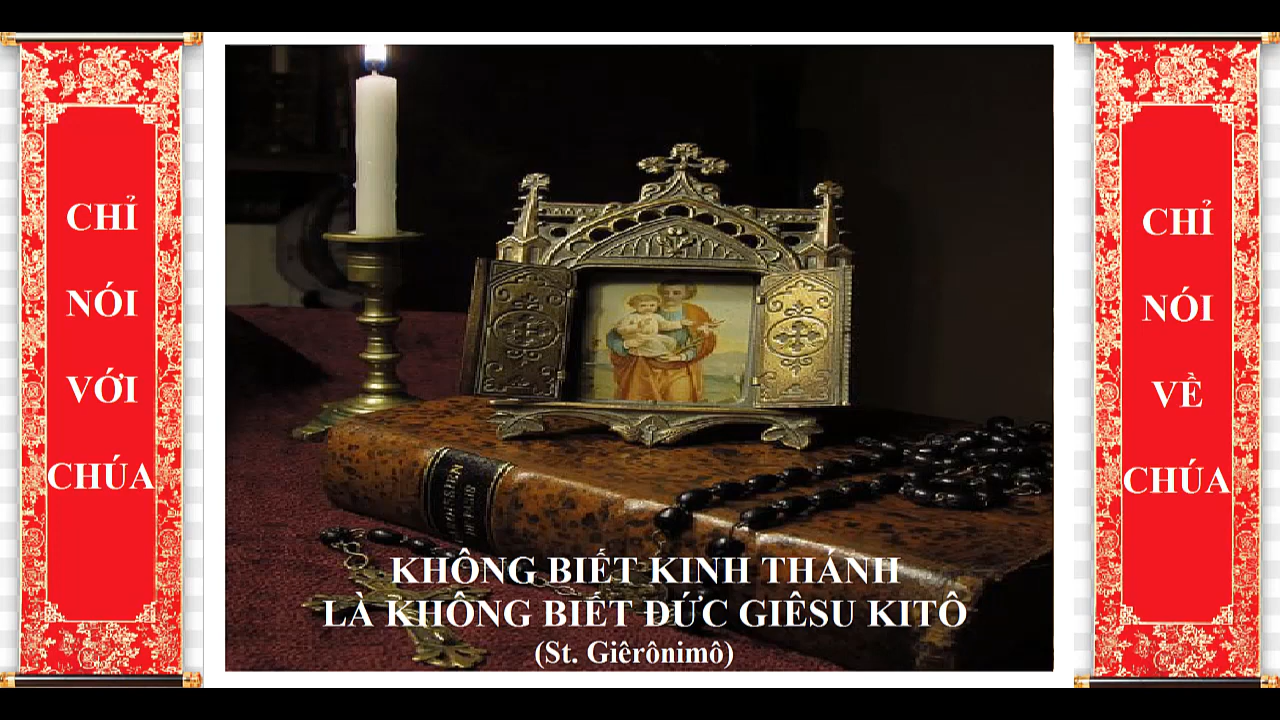 CHỈ
NÓI
VỚI
CHÚA
KHÔNG BIẾT KINH THÁNH
LÀ KHÔNG BIẾT ĐỨC GIÊSU KITÔ
(St. Giêrônimô)
CHỈ
NÓI
VỀ
CHÚA